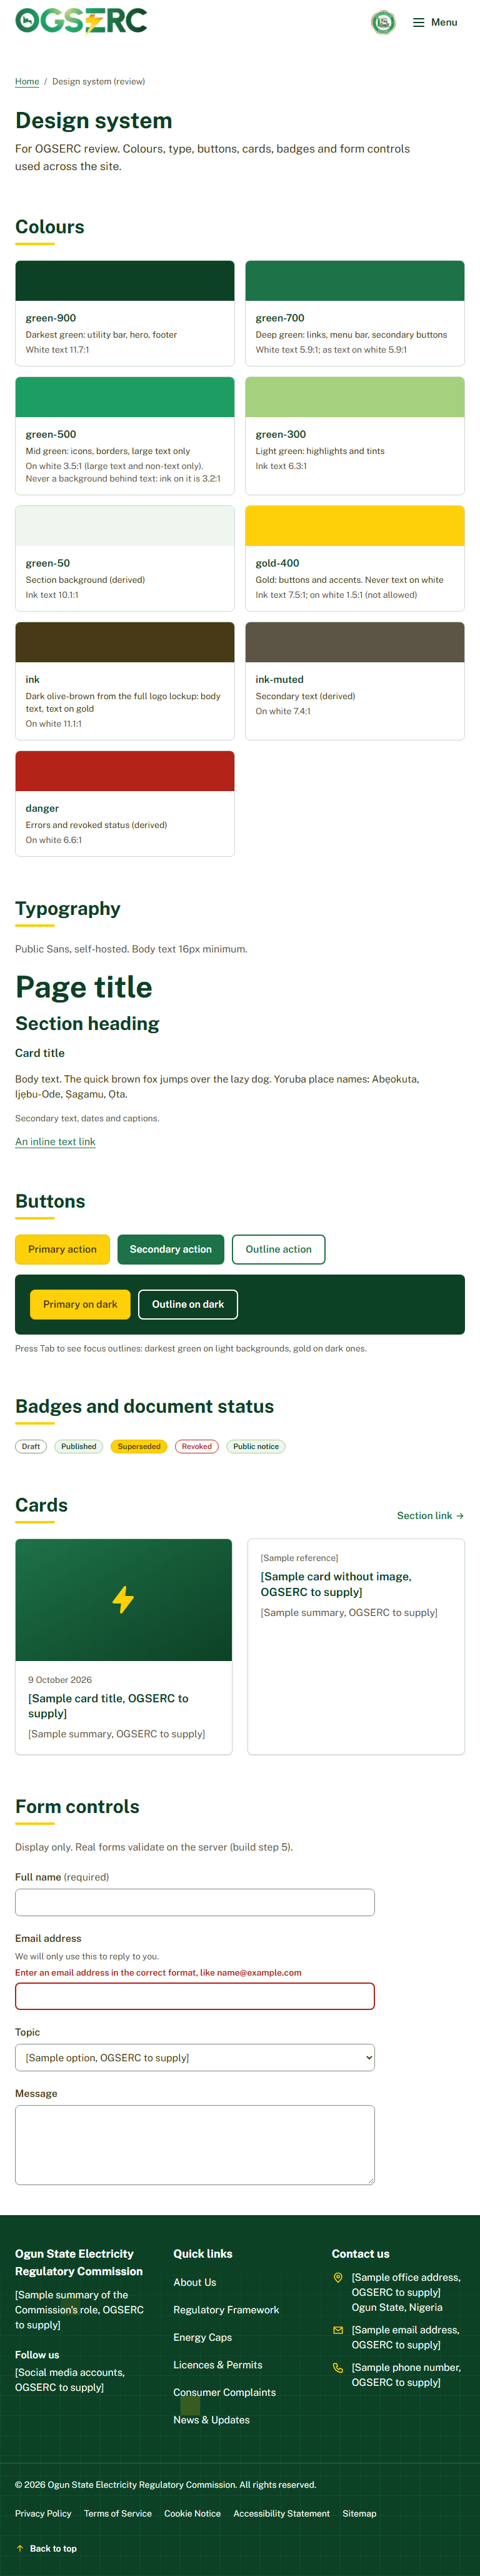 OGSERC
Menu
Home / Design system (review)
Design system
For OGSERC review. Colours, type, buttons, cards, badges and form controls
used across the site.
Colours
green-900
Darkest green: utility bar, hero, footer
White text 11.7:1
green-700
Deep green: links, menu bar, secondary buttons
White text 5.9:1; as text on white 5.9:1
green-500
Mid green: icons, borders, large text only
On white 3.5:1 (large text and non-text only).
Never a background behind text: ink on it is 3.2:1
green-300
Light green: highlights and tints
Ink text 6.3:1
green-50
Section background (derived)
Ink text 10.1:1
gold-400
Gold: buttons and accents. Never text on white
Ink text 7.5:1; on white 1.5:1 (not allowed)
ink
Dark olive-brown from the full logo lockup: body
text, text on gold
On white 11.1:1
ink-muted
Secondary text (derived)
On white 7.4:1
danger
Errors and revoked status (derived)
On white 6.6:1
Typography
Public Sans, self-hosted. Body text 16px minimum.
Page title
Section heading
Card title
Body text. The quick brown fox jumps over the lazy dog. Yoruba place names: Abẹokuta,
Ijẹbu-Ode, Ṣagamu, Ọta.
Secondary text, dates and captions.
An inline text link
Buttons
Primary action
Secondary action
Outline action
Primary on dark
Outline on dark
Press Tab to see focus outlines: darkest green on light backgrounds, gold on dark ones.
Badges and document status
Draft
Published
Superseded
Revoked
Public notice
Cards
Section link →
9 October 2026
[Sample card title, OGSERC to
supply]
[Sample summary, OGSERC to supply]
[Sample reference]
[Sample card without image,
OGSERC to supply]
[Sample summary, OGSERC to supply]
Form controls
Display only. Real forms validate on the server (build step 5).
Full name (required)
Email address
We will only use this to reply to you.
Enter an email address in the correct format, like name@example.com
Topic
[Sample option, OGSERC to supply]
Message
Ogun State Electricity
Regulatory Commission
[Sample summary of the
Commission's role, OGSERC
to supply]
Follow us
[Social media accounts,
OGSERC to supply]
Quick links
About Us
Regulatory Framework
Energy Caps
Licences & Permits
Consumer Complaints
News & Updates
Contact us
[Sample office address,
OGSERC to supply]
Ogun State, Nigeria
[Sample email address,
OGSERC to supply]
[Sample phone number,
OGSERC to supply]
© 2026 Ogun State Electricity Regulatory Commission. All rights reserved.
Privacy Policy
Terms of Service
Cookie Notice
Accessibility Statement
Sitemap
↑ Back to top